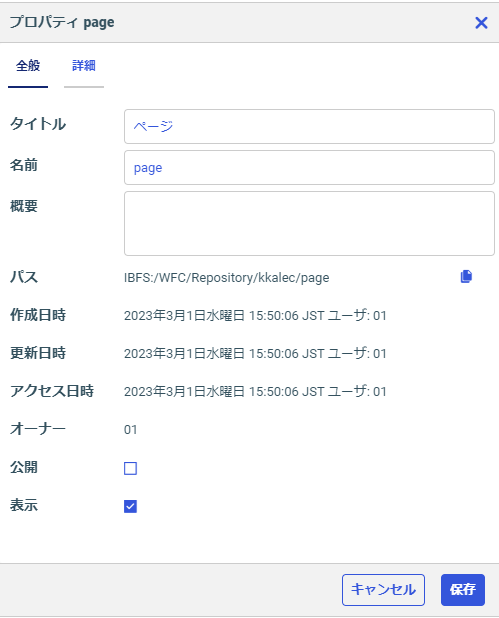 プロパティ page
全般 詳細
タイトル ページ
名前 page
概要
パス IBFS:/WFC/Repository/kkalec/page
作成日時 2023年3月1日水曜日 15:50:06 JST ユーザ: 01
更新日時 2023年3月1日水曜日 15:50:06 JST ユーザ: 01
アクセス日時 2023年3月1日水曜日 15:50:06 JST ユーザ: 01
オーナー 01
公開
表示
キャンセル 保存